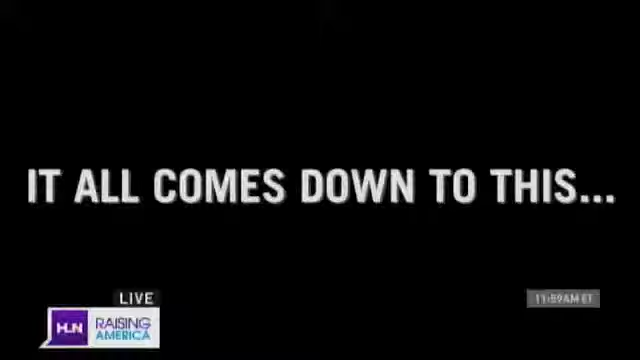 IT ALL COMES DOWN TO THIS...
LIVE
11:59AM ET
HLN
RAISING
AMERICA